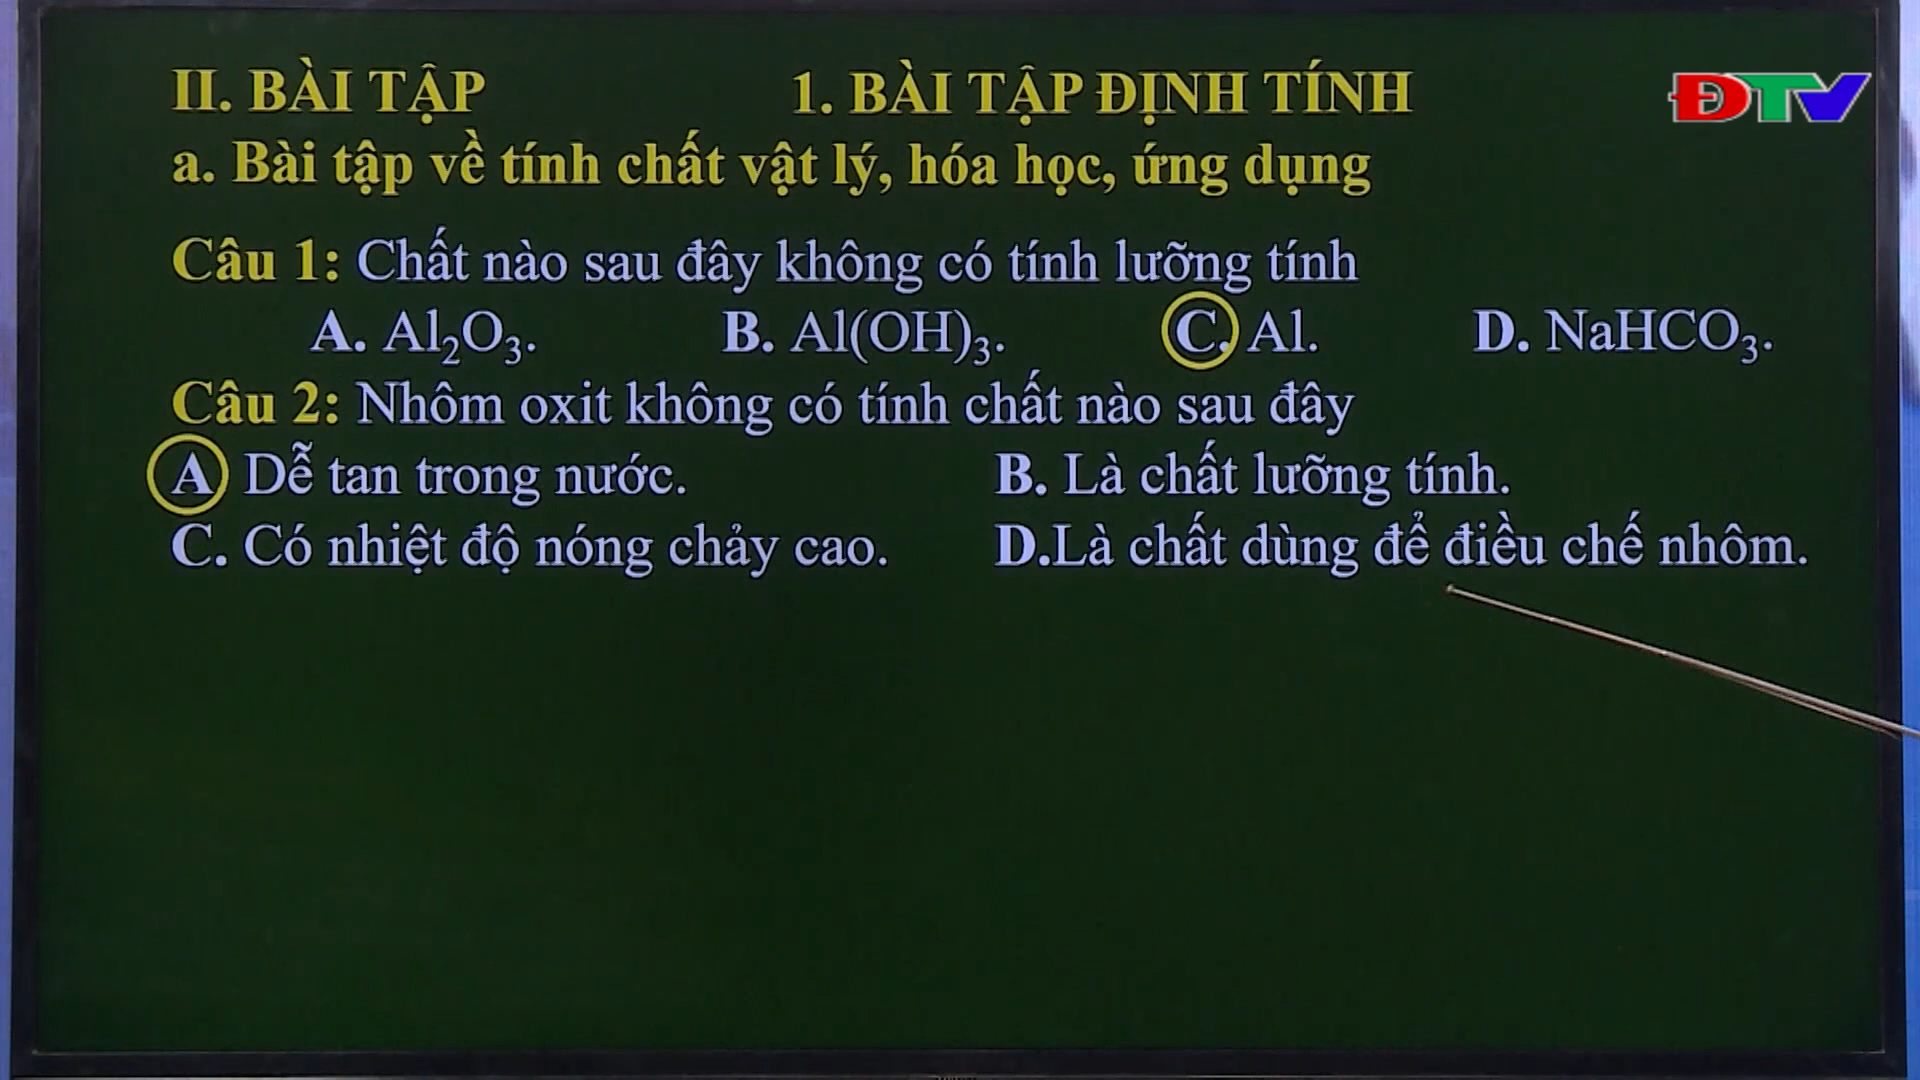 II. BÀI TẬP 1. BÀI TẬP ĐỊNH TÍNH
ĐTV
a. Bài tập về tính chất vật lý, hóa học, ứng dụng
Câu 1: Chất nào sau đây không có tính lưỡng tính
A. Al₂O₃. B. Al(OH)₃. C. Al. D. NaHCO₃.
Câu 2: Nhôm oxit không có tính chất nào sau đây
A Dễ tan trong nước. B. Là chất lưỡng tính.
C. Có nhiệt độ nóng chảy cao. D.Là chất dùng để điều chế nhôm.